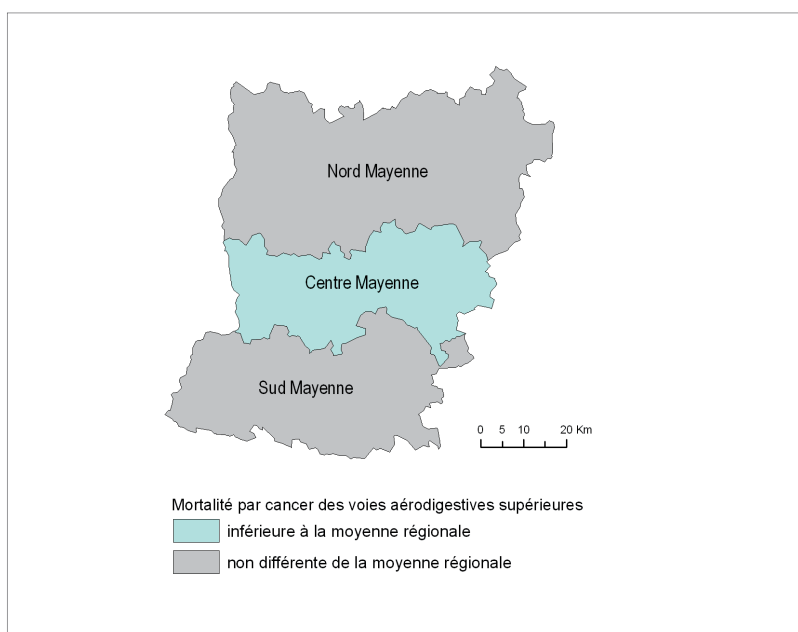 Nord Mayenne
Centre Mayenne
Sud Mayenne
0 5 10 20 Km
Mortalité par cancer des voies aérodigestives supérieures
inférieure à la moyenne régionale
non différente de la moyenne régionale